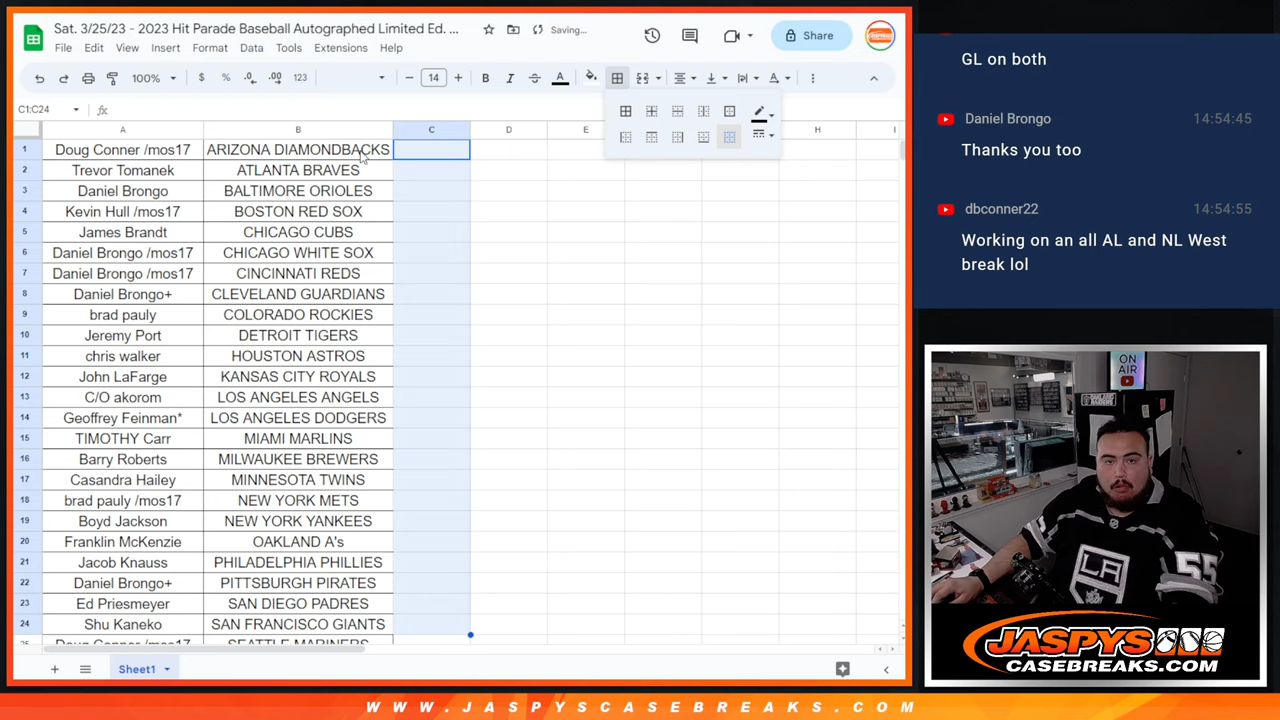 Sat. 3/25/23 - 2023 Hit Parade Baseball Autographed Limited Ed. ...
Saving...
Share
File Edit View Insert Format Data Tools Extensions Help
100% $ % .0 .00 123 14 B I A
C1:C24 fx
A B C D E H I
1 Doug Conner /mos17 ARIZONA DIAMONDBACKS
2 Trevor Tomanek ATLANTA BRAVES
3 Daniel Brongo BALTIMORE ORIOLES
4 Kevin Hull /mos17 BOSTON RED SOX
5 James Brandt CHICAGO CUBS
6 Daniel Brongo /mos17 CHICAGO WHITE SOX
7 Daniel Brongo /mos17 CINCINNATI REDS
8 Daniel Brongo+ CLEVELAND GUARDIANS
9 brad pauly COLORADO ROCKIES
10 Jeremy Port DETROIT TIGERS
11 chris walker HOUSTON ASTROS
12 John LaFarge KANSAS CITY ROYALS
13 C/O akorom LOS ANGELES ANGELS
14 Geoffrey Feinman* LOS ANGELES DODGERS
15 TIMOTHY Carr MIAMI MARLINS
16 Barry Roberts MILWAUKEE BREWERS
17 Casandra Hailey MINNESOTA TWINS
18 brad pauly /mos17 NEW YORK METS
19 Boyd Jackson NEW YORK YANKEES
20 Franklin McKenzie OAKLAND A's
21 Jacob Knauss PHILADELPHIA PHILLIES
22 Daniel Brongo+ PITTSBURGH PIRATES
23 Ed Priesmeyer SAN DIEGO PADRES
24 Shu Kaneko SAN FRANCISCO GIANTS
25 Doug Conner /mos17 SEATTLE MARINERS
Sheet1
GL on both
Daniel Brongo 14:54:45
Thanks you too
dbconner22 14:54:55
Working on an all AL and NL West
break lol
ON
AIR
LA
55
JASPYS
CASEBREAKS.COM
WWW.JASPYSCASEBREAKS.COM